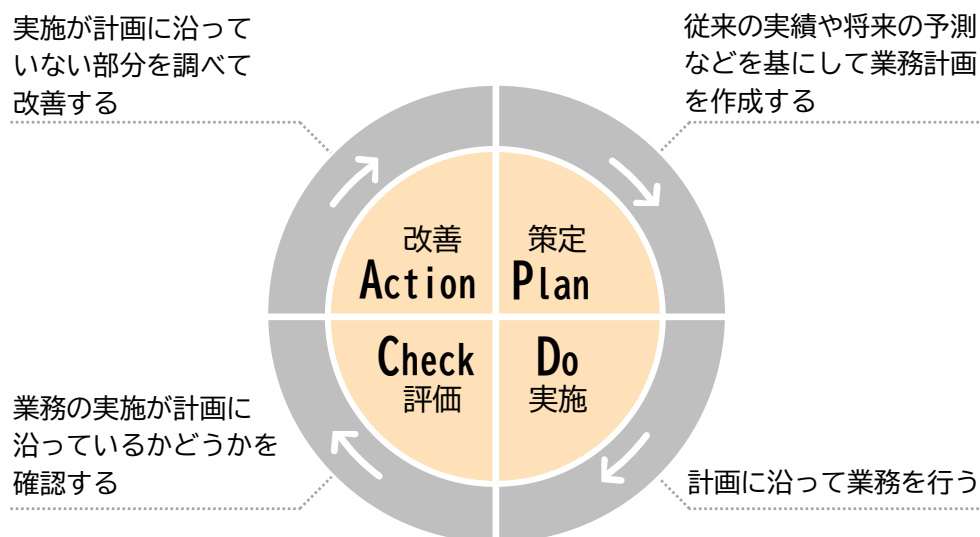 実施が計画に沿って
いない部分を調べて
改善する
従来の実績や将来の予測
などを基にして業務計画
を作成する
改善
Action
策定
Plan
Check
評価
Do
実施
業務の実施が計画に
沿っているかどうかを
確認する
計画に沿って業務を行う